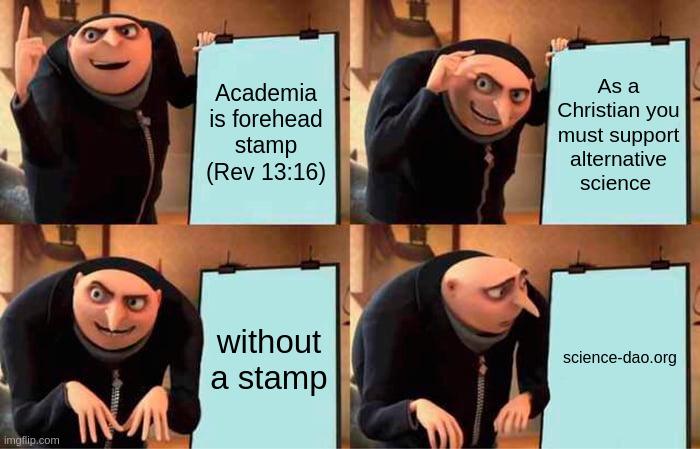 Academia
is forehead
stamp
(Rev 13:16)
As a
Christian you
must support
alternative
science
without
a stamp
science-dao.org
imgflip.com